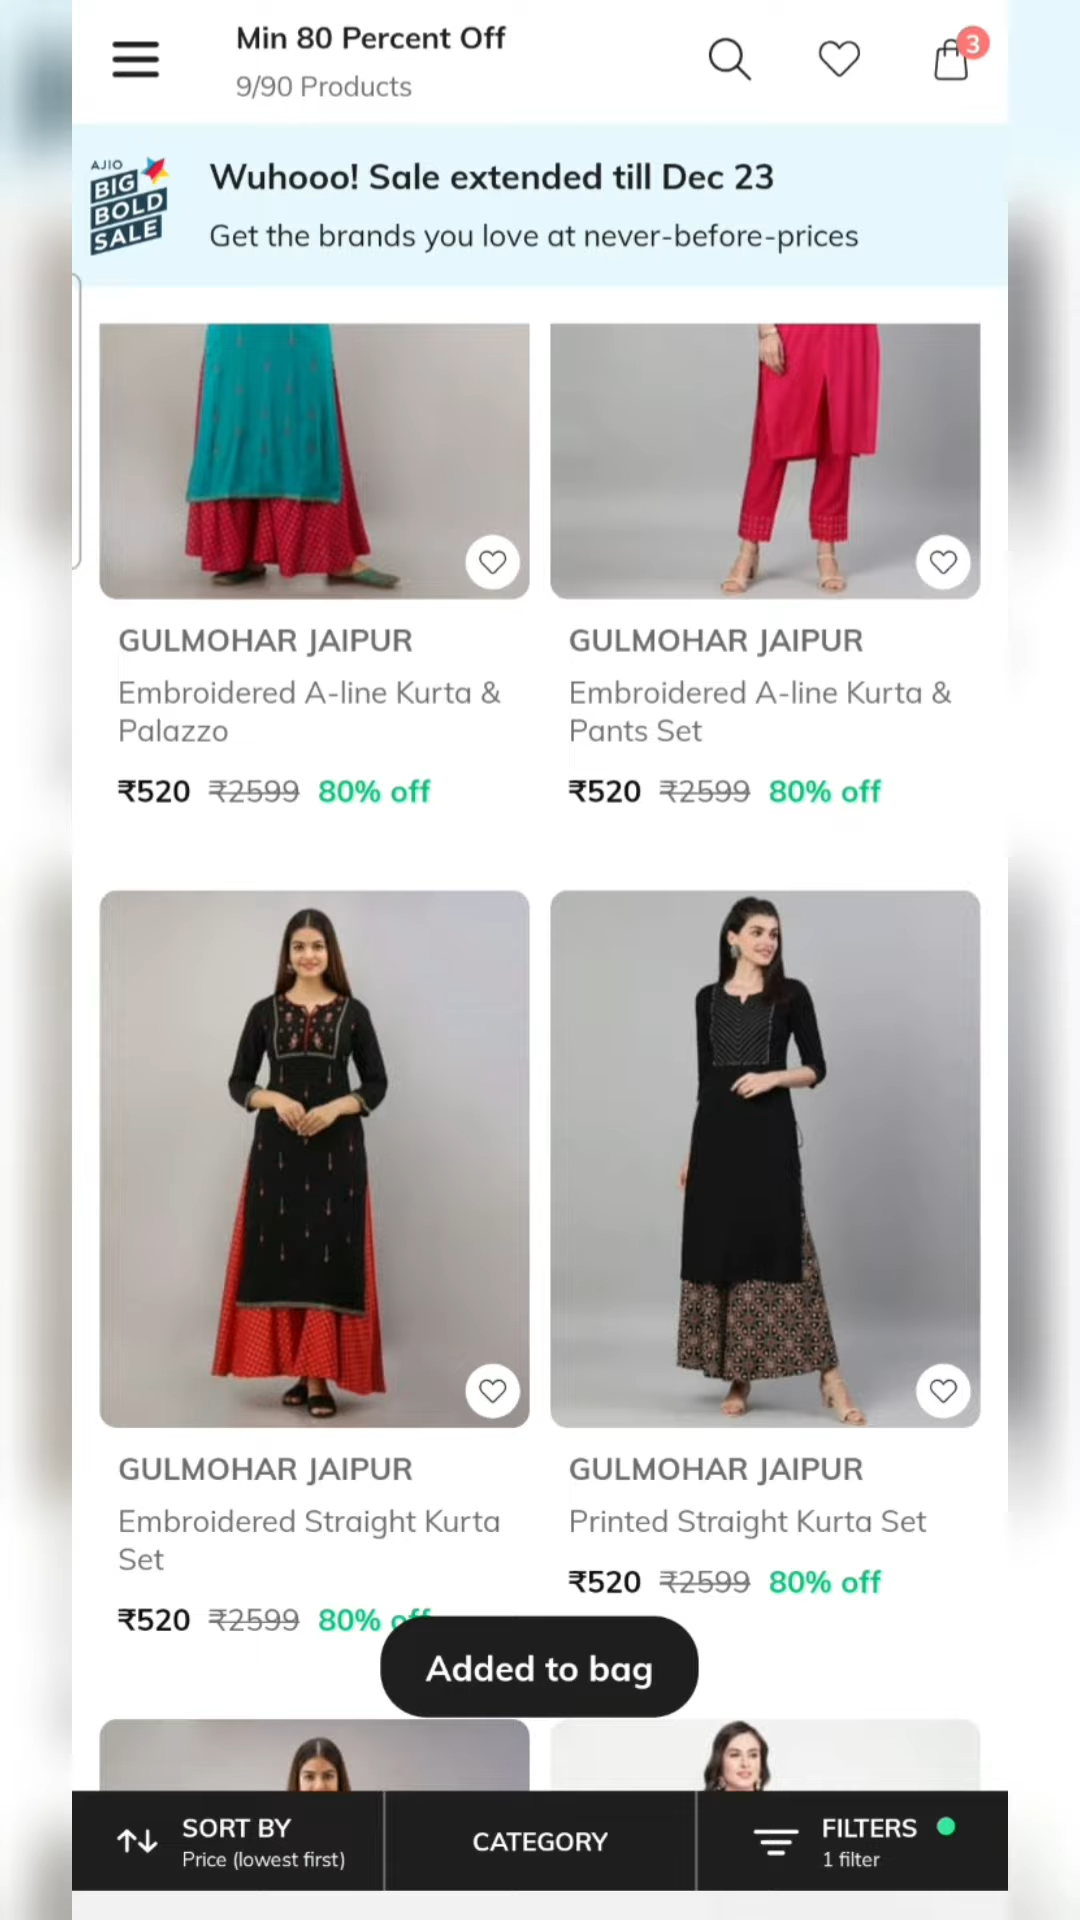 Min 80 Percent Off
9/90 Products
3
AJIO
BIG
BOLD
SALE
Wuhooo! Sale extended till Dec 23
Get the brands you love at never-before-prices
GULMOHAR JAIPUR
Embroidered A-line Kurta &
Palazzo
₹520 ₹2599 80% off
GULMOHAR JAIPUR
Embroidered A-line Kurta &
Pants Set
₹520 ₹2599 80% off
GULMOHAR JAIPUR
Embroidered Straight Kurta
Set
₹520 ₹2599 80% off
GULMOHAR JAIPUR
Printed Straight Kurta Set
₹520 ₹2599 80% off
Added to bag
SORT BY
Price (lowest first)
CATEGORY
FILTERS
1 filter